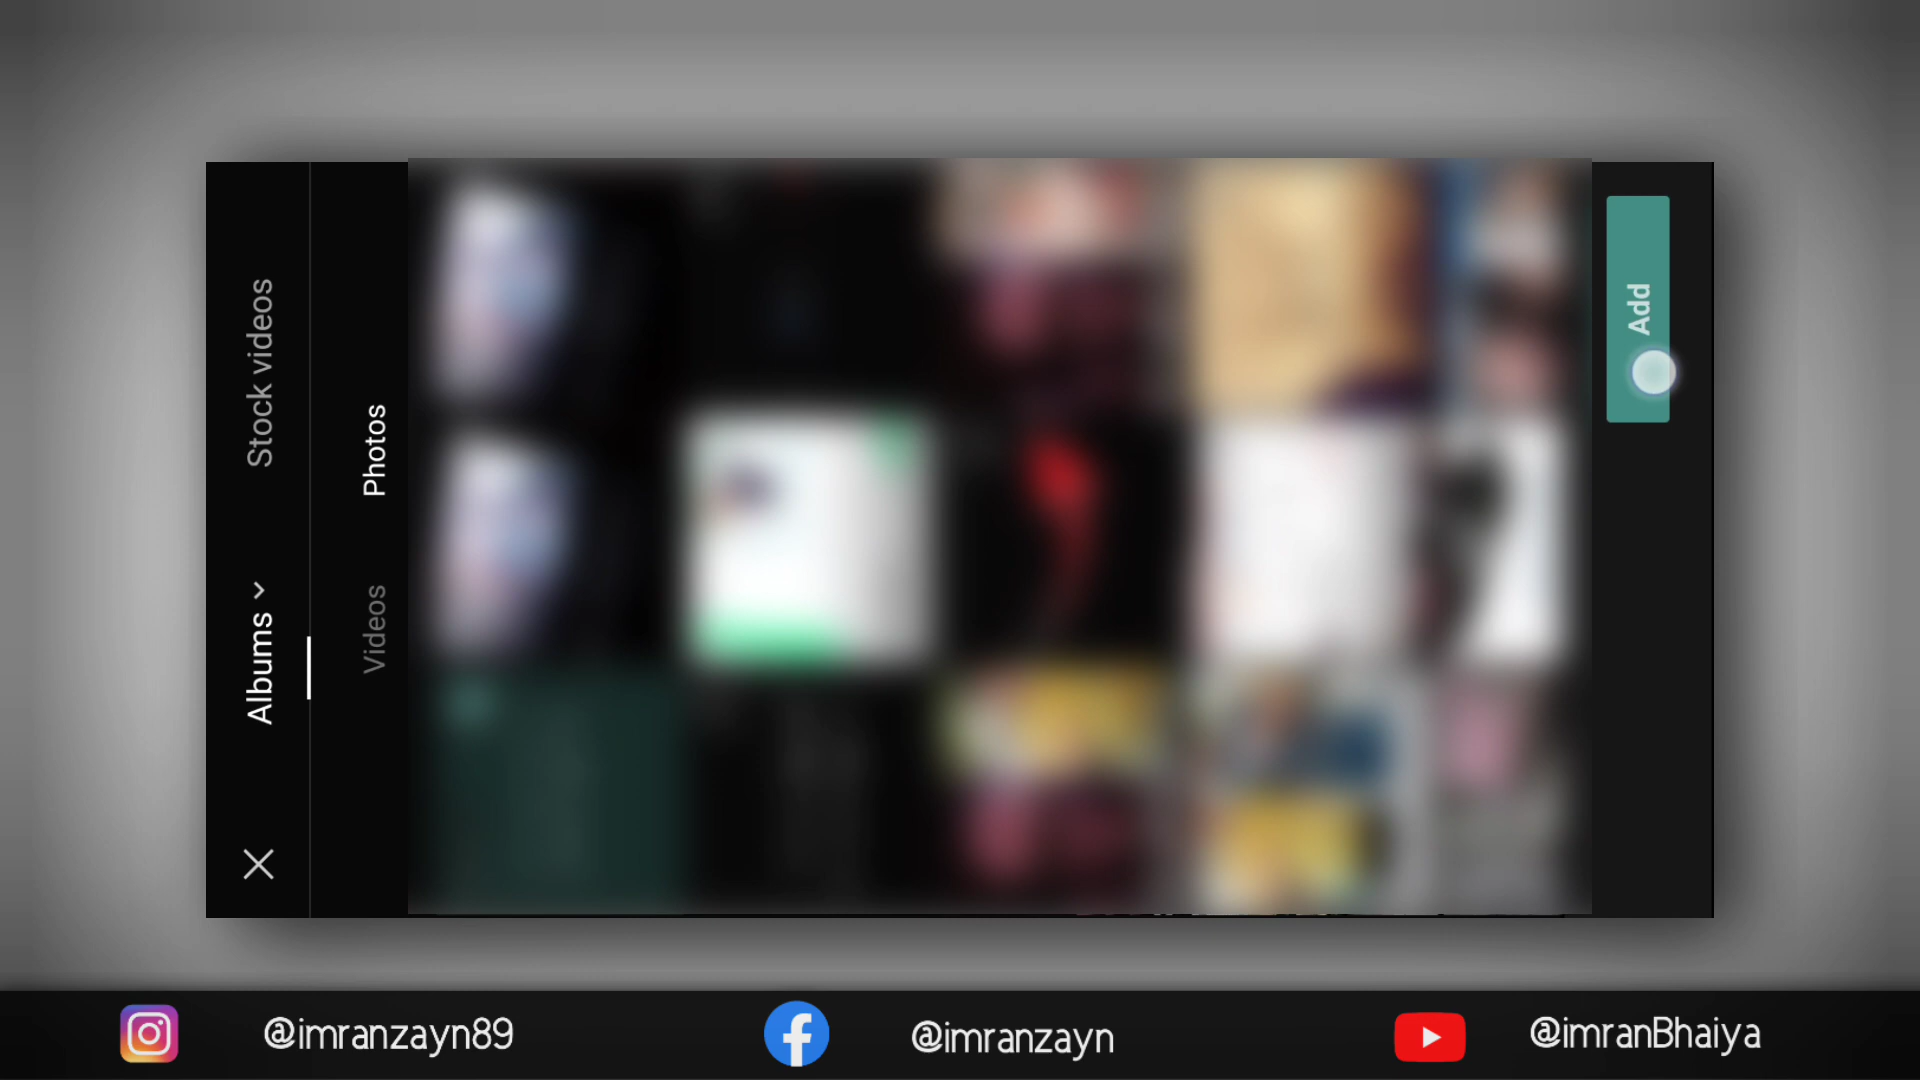 Albums
Stock videos
Videos
Photos
Add
@imranzayn89
@imranzayn
@imranBhaiya